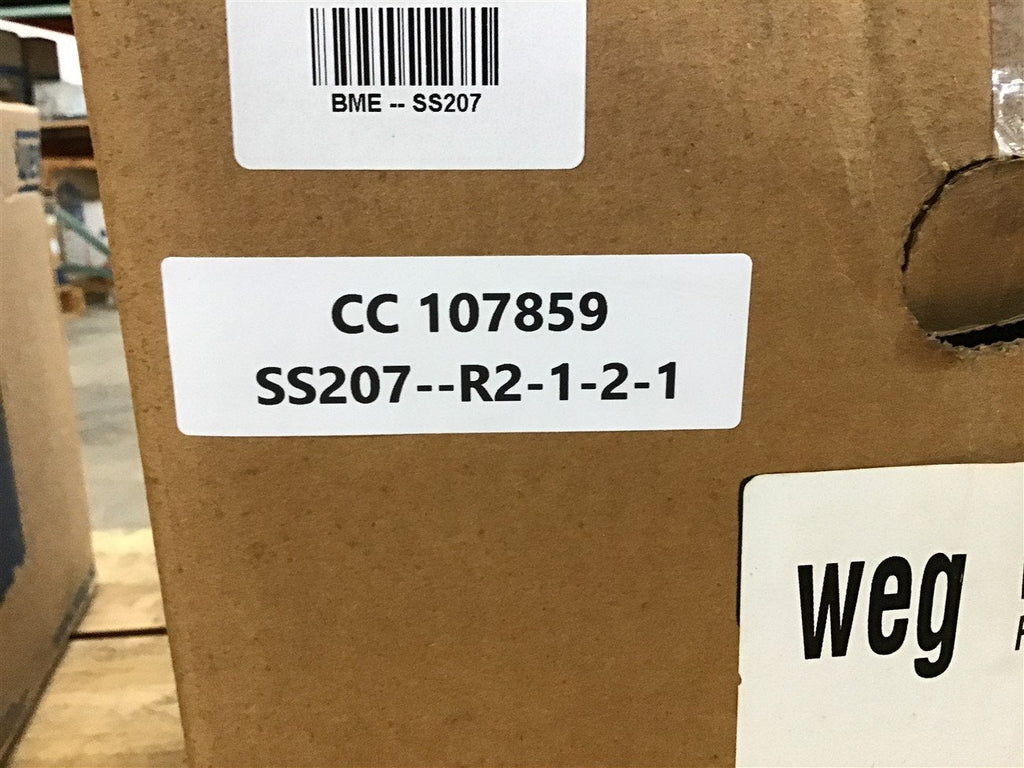 BME -- SS207
CC 107859
SS207--R2-1-2-1
weg